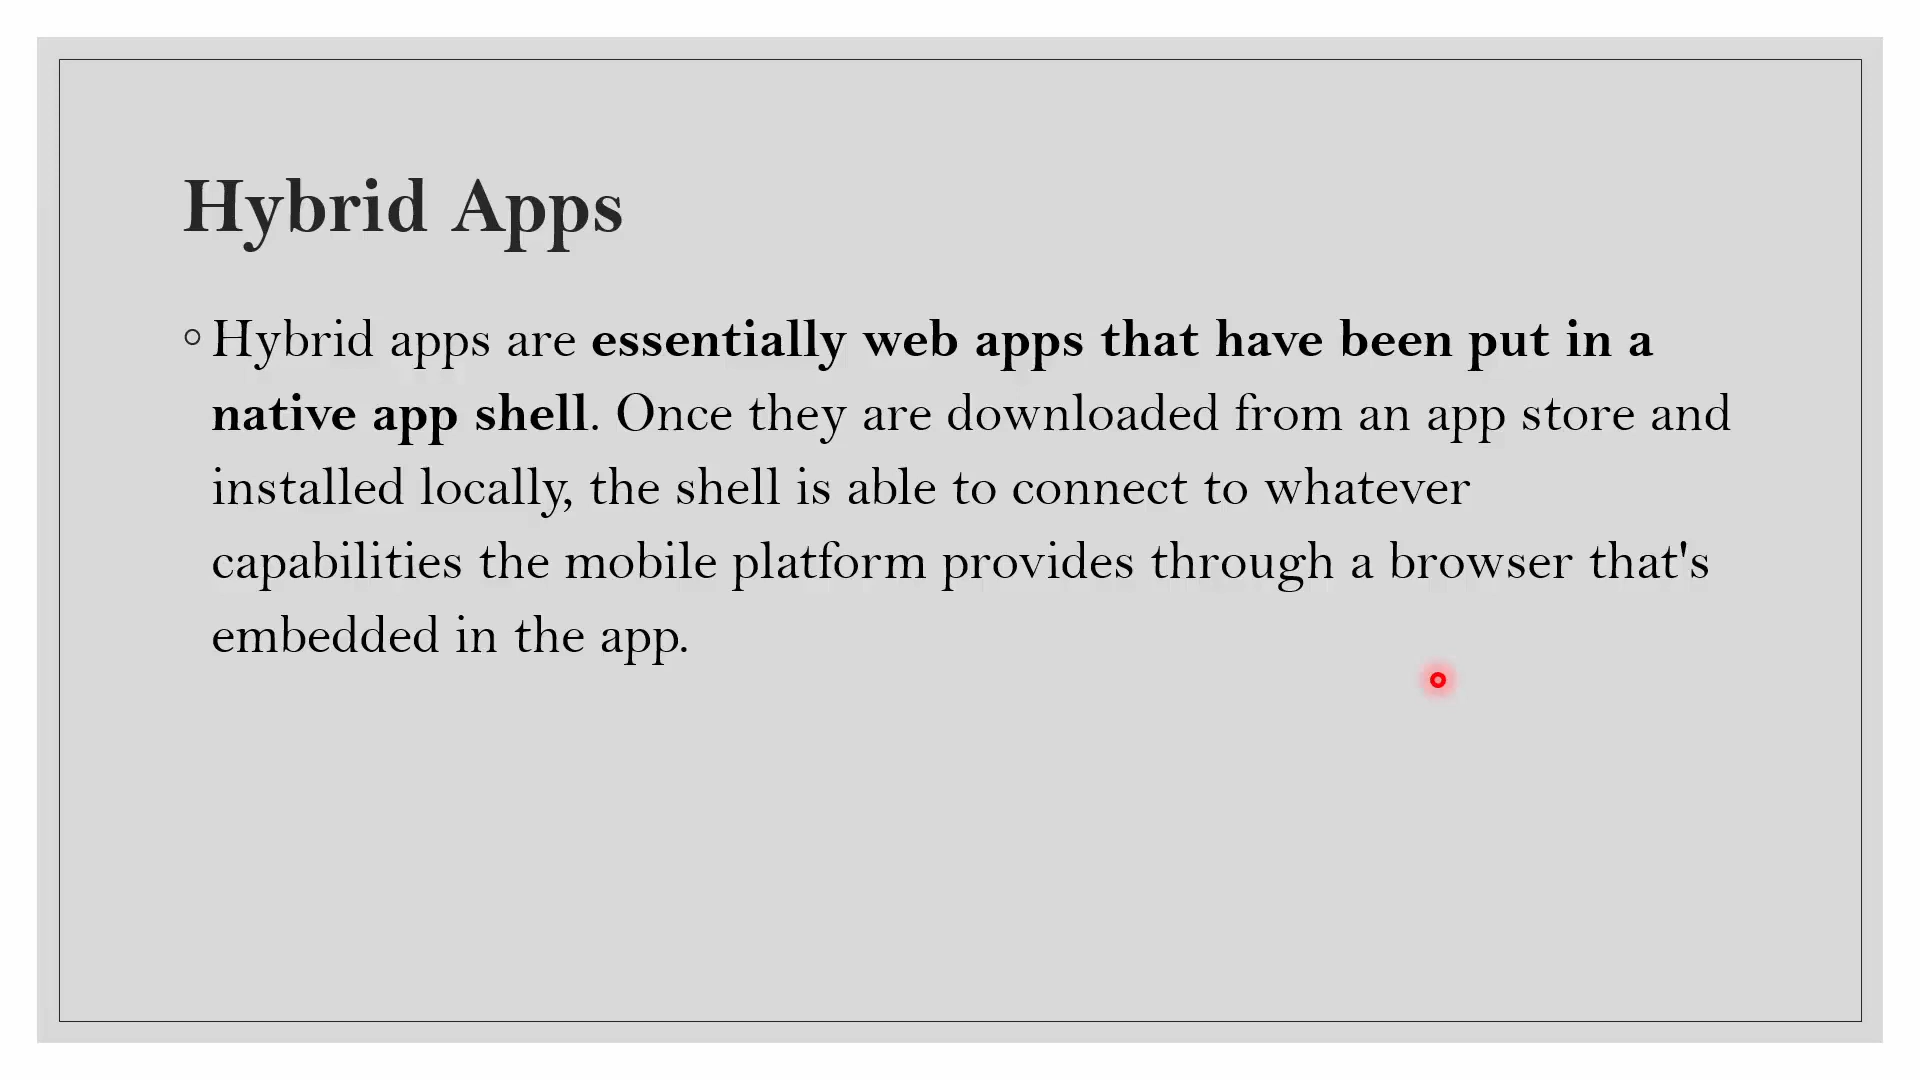 Hybrid Apps
◦ Hybrid apps are essentially web apps that have been put in a
native app shell. Once they are downloaded from an app store and
installed locally, the shell is able to connect to whatever
capabilities the mobile platform provides through a browser that's
embedded in the app.